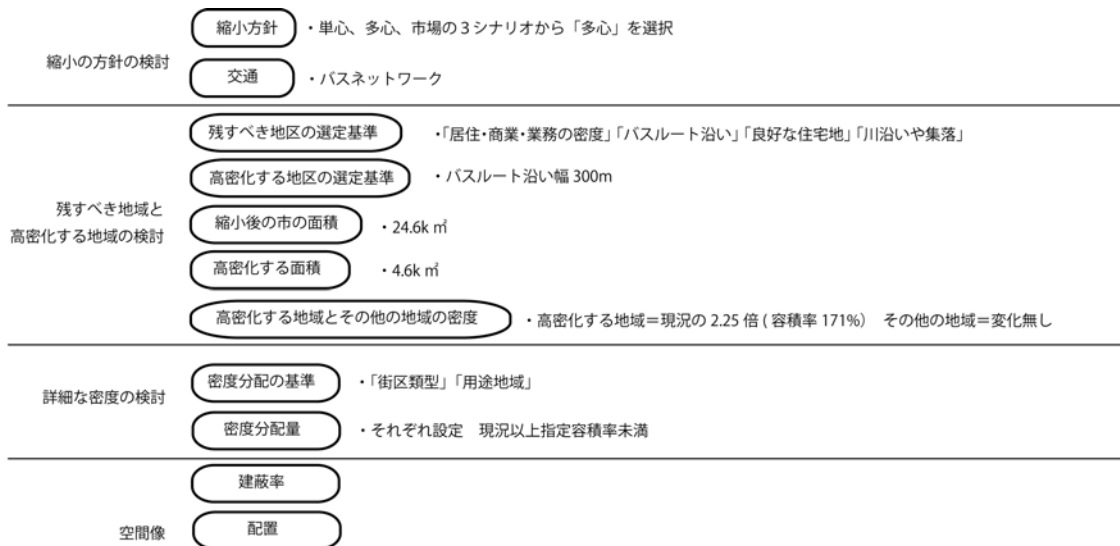 縮小の方針の検討
縮小方針 ・単心、多心、市場の3シナリオから「多心」を選択
交通 ・バスネットワーク
残すべき地域と
高密化する地域の検討
残すべき地区の選定基準 ・「居住・商業・業務の密度」「バスルート沿い」「良好な住宅地」「川沿いや集落」
高密化する地区の選定基準 ・バスルート沿い幅 300m
縮小後の市の面積 ・24.6k㎡
高密化する面積 ・4.6k㎡
高密化する地域とその他の地域の密度 ・高密化する地域=現況の 2.25 倍 ( 容積率 171%) その他の地域=変化無し
詳細な密度の検討
密度分配の基準 ・「街区類型」「用途地域」
密度分配量 ・それぞれ設定 現況以上指定容積率未満
空間像
建蔽率
配置